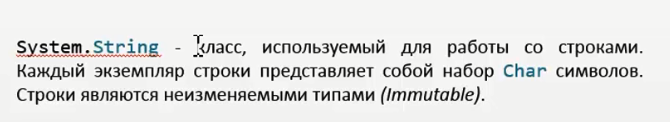 System.String - класс, используемый для работы со строками.
Каждый экземпляр строки представляет собой набор Char символов.
Строки являются неизменяемыми типами (Immutable).